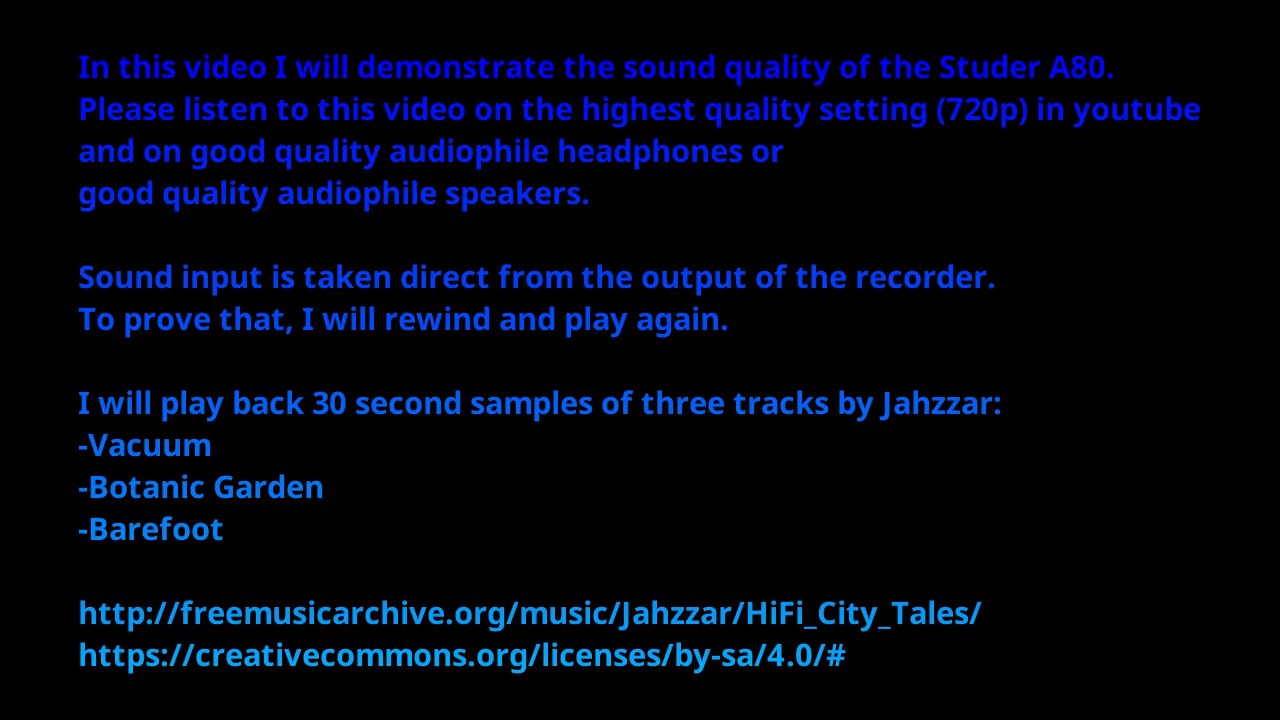 In this video I will demonstrate the sound quality of the Studer A80.
Please listen to this video on the highest quality setting (720p) in youtube
and on good quality audiophile headphones or
good quality audiophile speakers.
Sound input is taken direct from the output of the recorder.
To prove that, I will rewind and play again.
I will play back 30 second samples of three tracks by Jahzzar:
-Vacuum
-Botanic Garden
-Barefoot
http://freemusicarchive.org/music/Jahzzar/HiFi_City_Tales/
https://creativecommons.org/licenses/by-sa/4.0/#